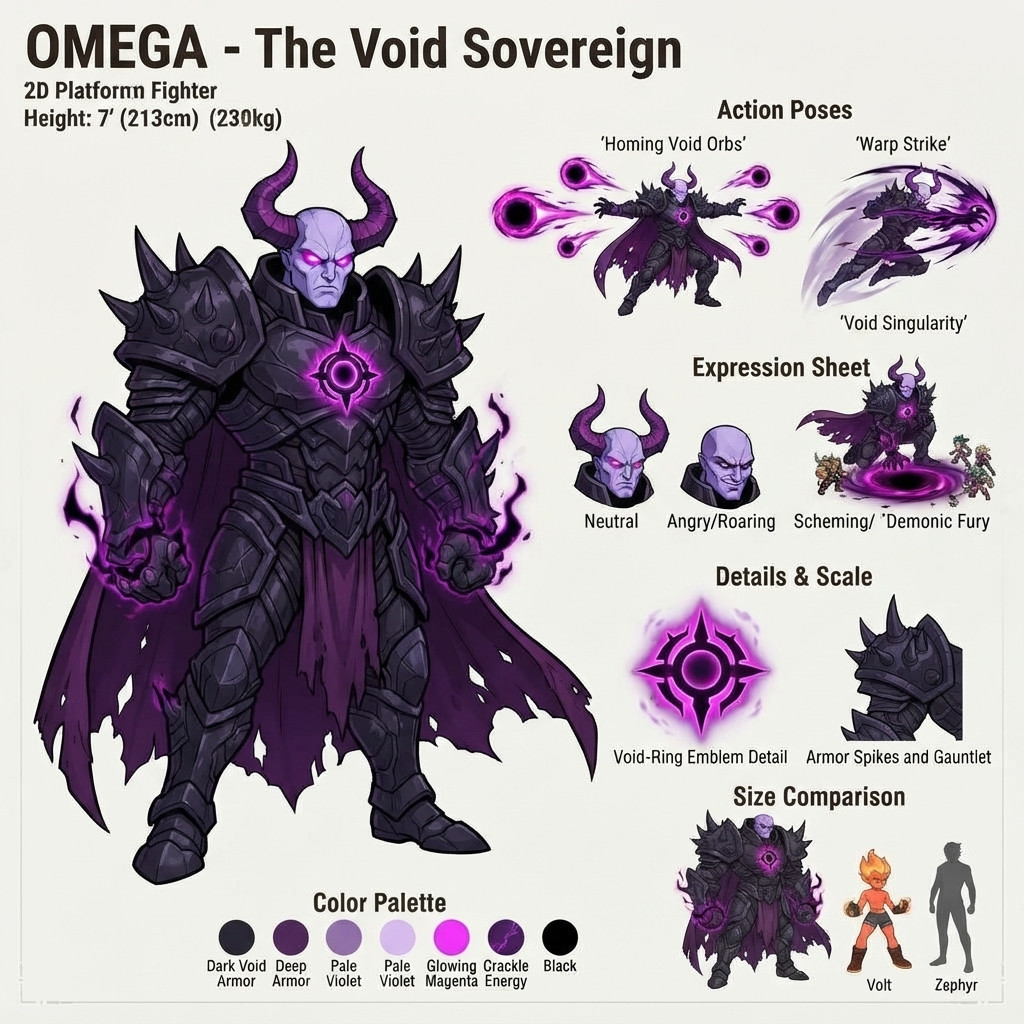 OMEGA - The Void Sovereign
2D Platform Fighter
Height: 7' (213cm) (230kg)
Action Poses
'Homing Void Orbs'
'Warp Strike'
'Void Singularity'
Expression Sheet
Neutral
Angry/Roaring
Scheming/ 'Demonic Fury
Details & Scale
Void-Ring Emblem Detail
Armor Spikes and Gauntlet
Size Comparison
Volt
Zephyr
Color Palette
Dark Void
Armor
Deep
Armor
Pale
Violet
Pale
Violet
Glowing
Magenta
Crackle
Energy
Black